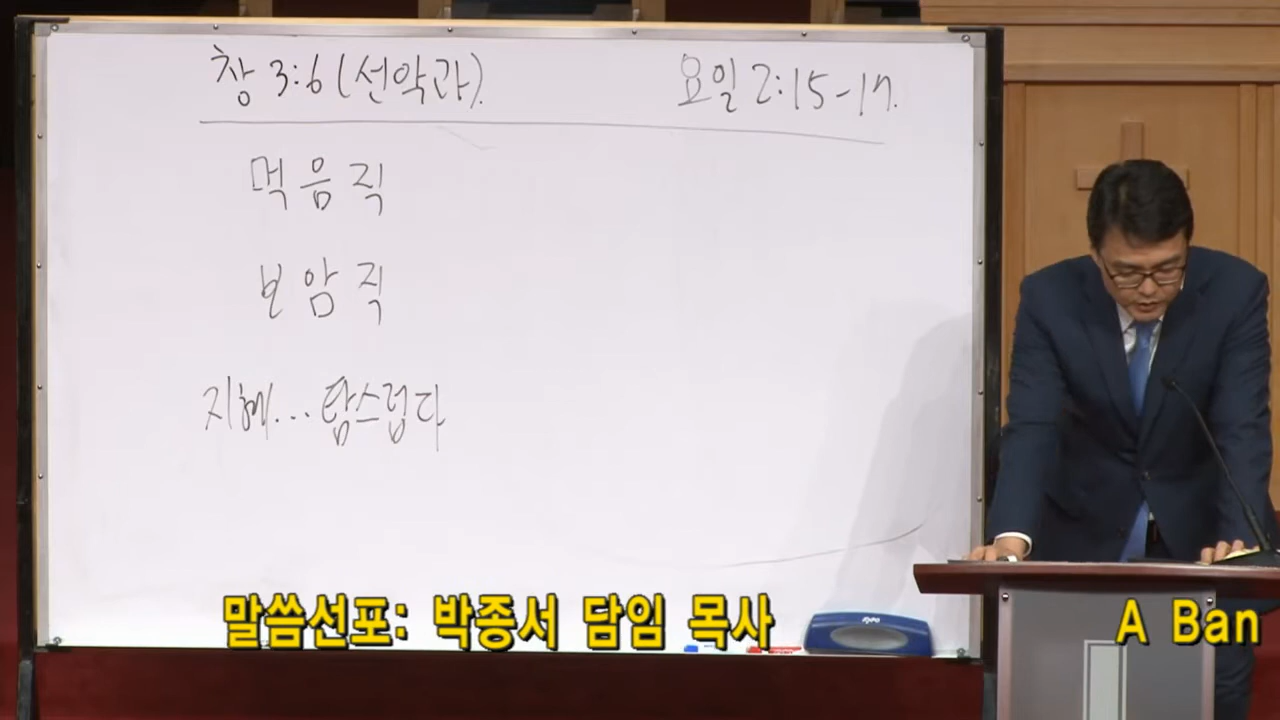 창 3:6 (선악과).
요일 2:15-17.
먹음직
보암직
지혜... 탐스럽다
말씀선포: 박종서 담임 목사
A Ban